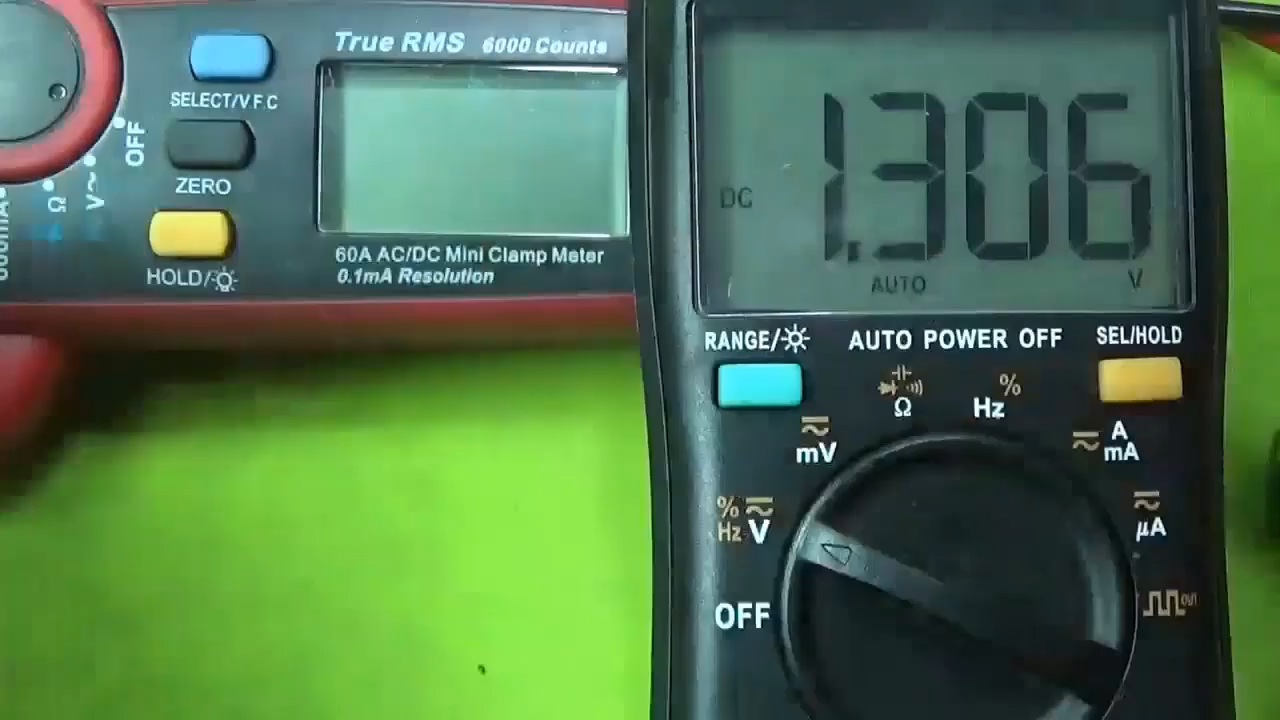 True RMS 6000 Counts
SELECT/V.F.C
OFF
ZERO
Ω
V~
HOLD/
60A AC/DC Mini Clamp Meter
0.1mA Resolution
DC
1.306
AUTO
V
RANGE/
AUTO POWER OFF
SEL/HOLD
Ω
%
Hz
mV
A
mA
%
Hz V
µA
OFF
OUT